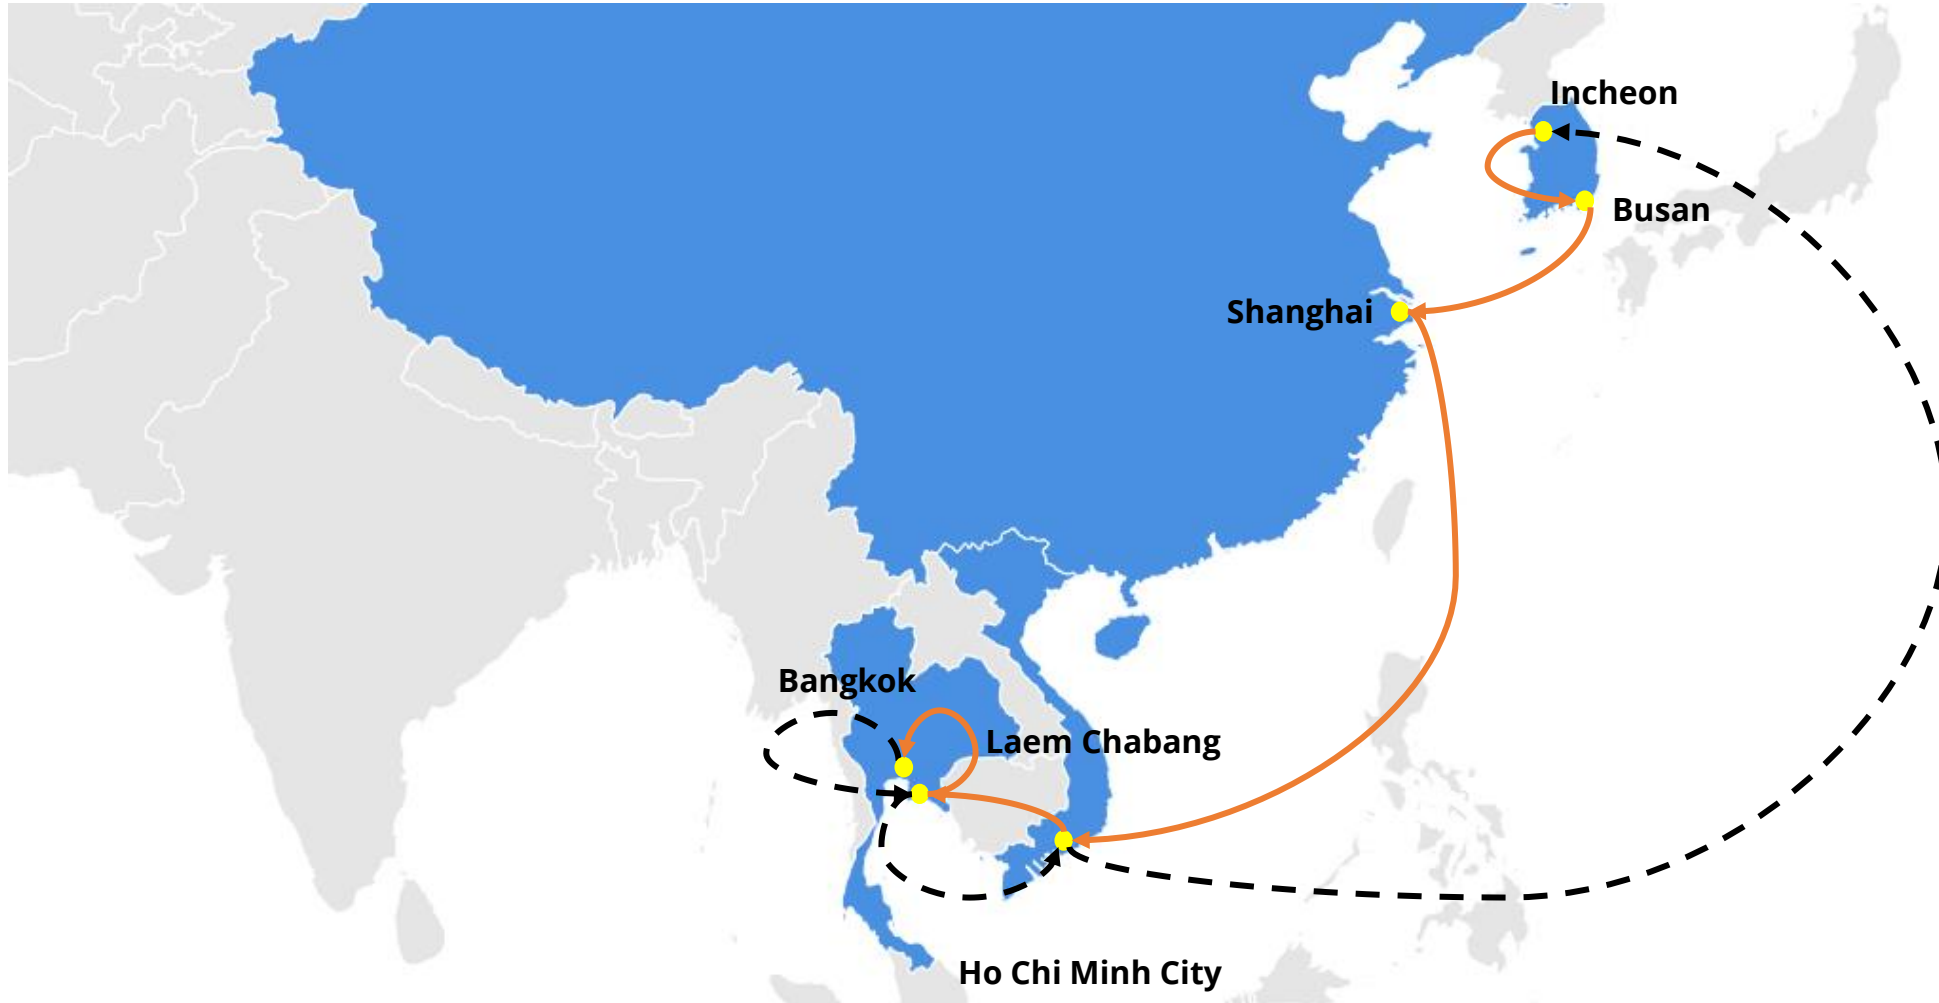 Incheon
Busan
Shanghai
Bangkok
Laem Chabang
Ho Chi Minh City